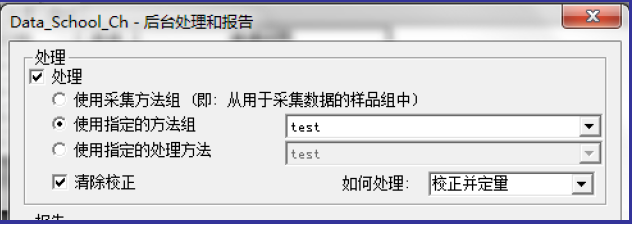 Data_School_Ch - 后台处理和报告
处理
处理
使用采集方法组 (即: 从用于采集数据的样品组中)
使用指定的方法组 test
使用指定的处理方法 test
清除校正 如何处理: 校正并定量